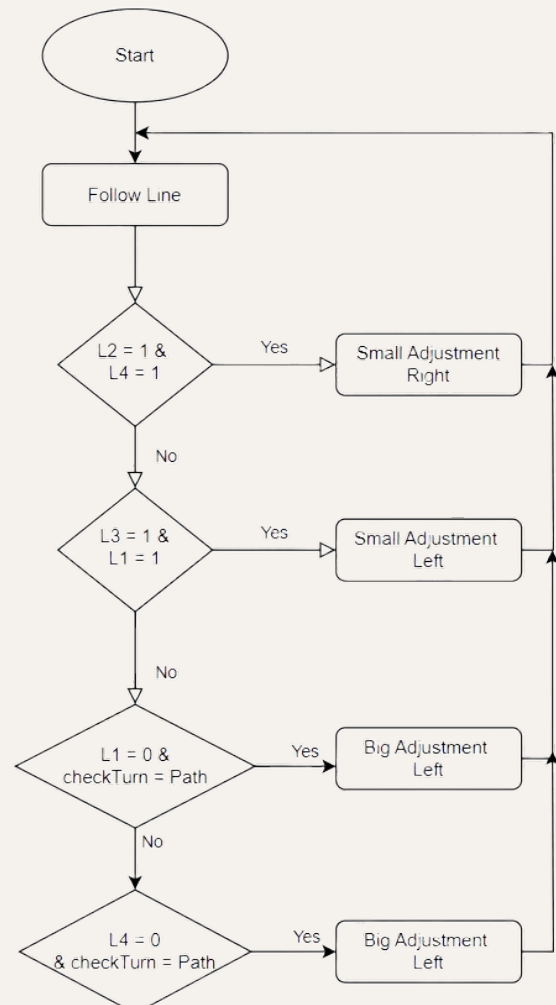 Start
Follow Line
L2 = 1 &
L4 = 1
Yes
Small Adjustment
Right
No
L3 = 1 &
L1 = 1
Yes
Small Adjustment
Left
No
L1 = 0 &
checkTurn = Path
Yes
Big Adjustment
Left
No
L4 = 0
& checkTurn = Path
Yes
Big Adjustment
Left